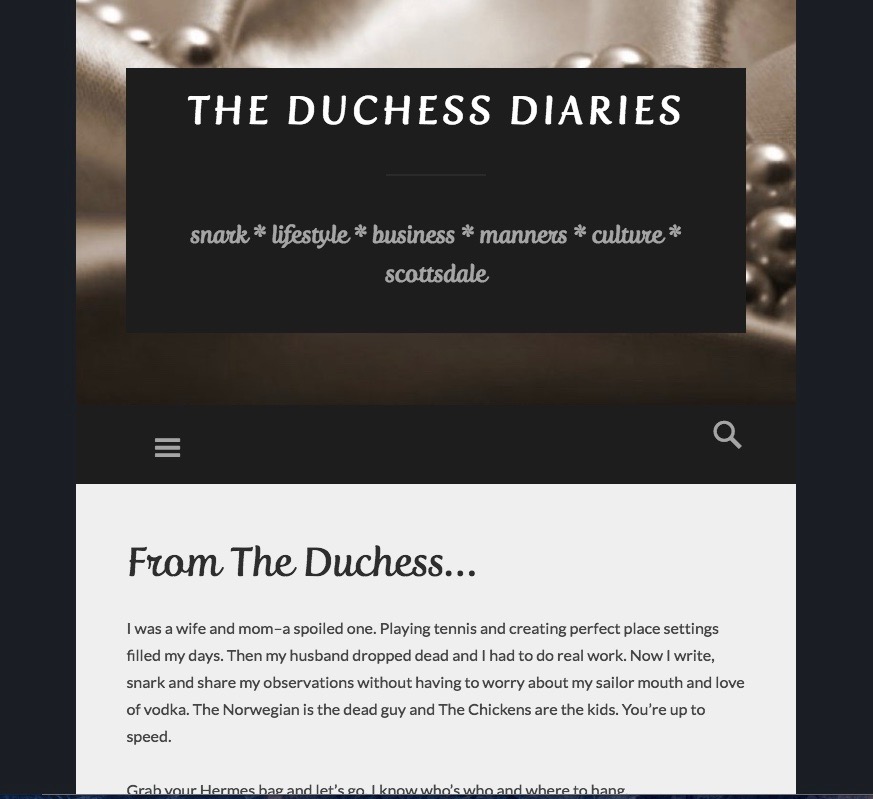 THE DUCHESS DIARIES
snark * lifestyle * business * manners * culture *
scottsdale
From The Duchess...
I was a wife and mom–a spoiled one. Playing tennis and creating perfect place settings
filled my days. Then my husband dropped dead and I had to do real work. Now I write,
snark and share my observations without having to worry about my sailor mouth and love
of vodka. The Norwegian is the dead guy and The Chickens are the kids. You’re up to
speed.
Grab your Hermes bag and let’s go. I know who’s who and where to hang.